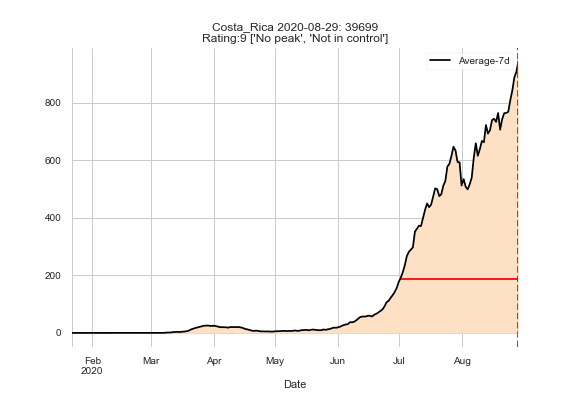 Costa_Rica 2020-08-29: 39699
Rating:9 ['No peak', 'Not in control']
Average-7d
800
600
400
200
0
Feb Mar Apr May Jun Jul Aug
2020
Date